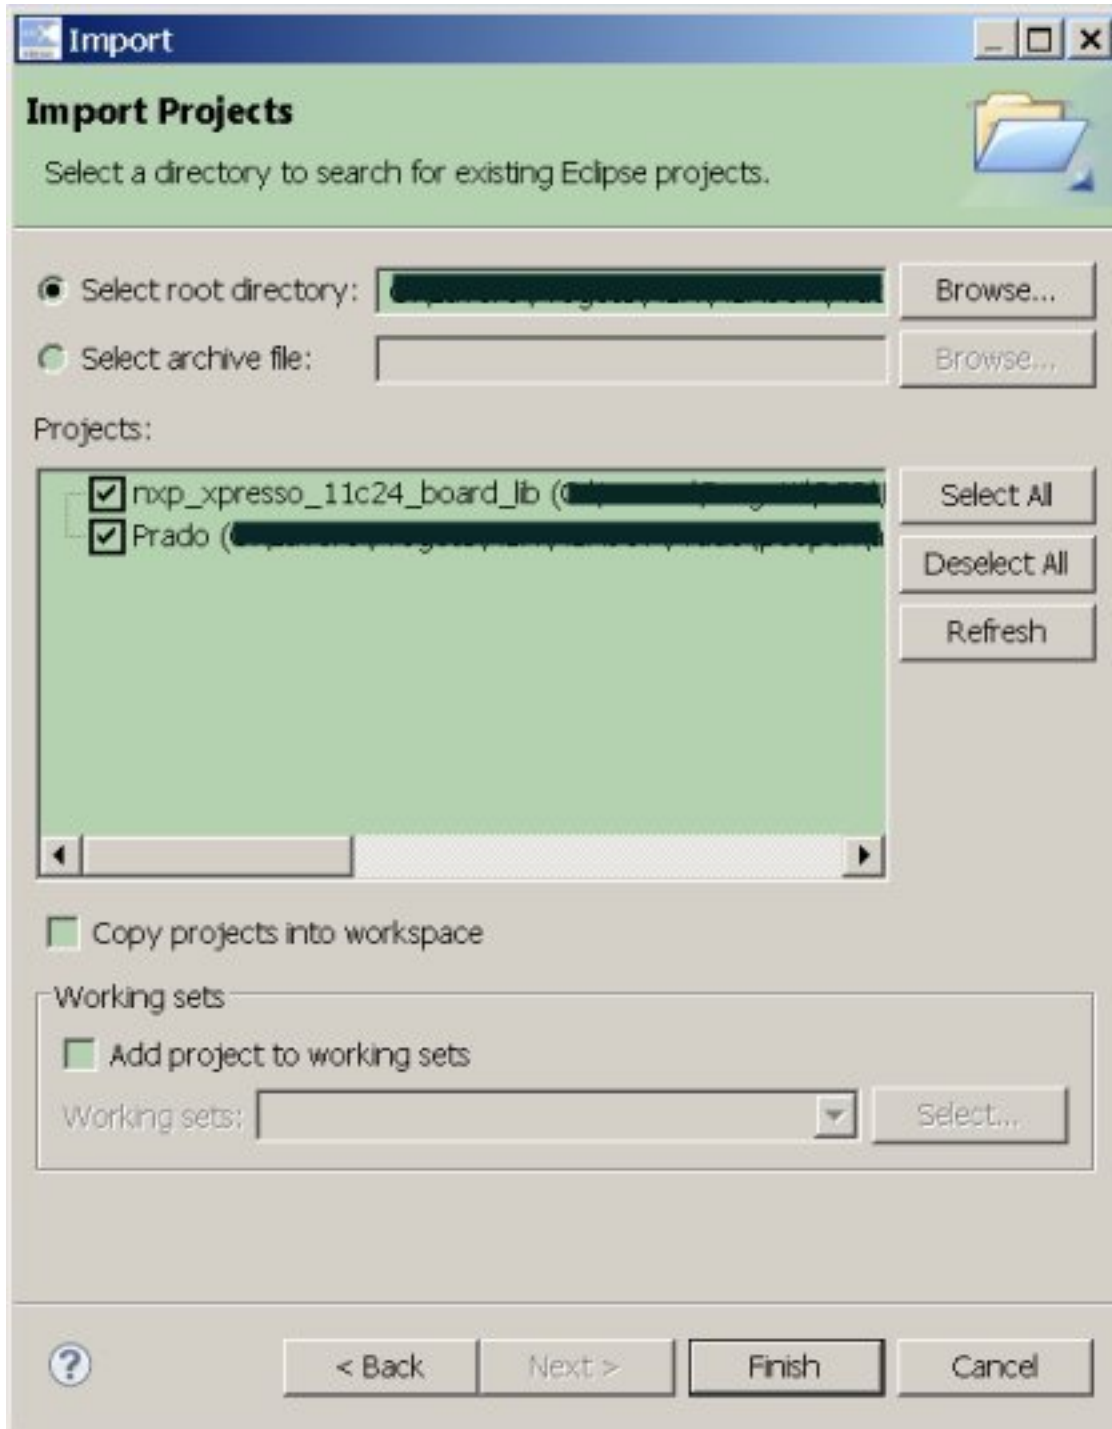 Import
Import Projects
Select a directory to search for existing Eclipse projects.
Select root directory: Browse...
Select archive file: Browse...
Projects:
nxp_xpresso_11c24_board_lib ( Select All
Prado (
Deselect All
Refresh
Copy projects into workspace
Working sets
Add project to working sets
Working sets: Select...
? < Back Next > Finish Cancel